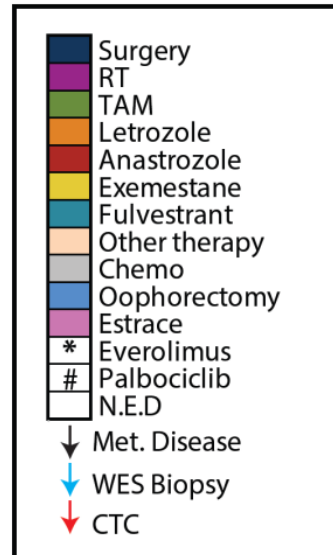 Surgery
RT
TAM
Letrozole
Anastrozole
Exemestane
Fulvestrant
Other therapy
Chemo
Oophorectomy
Estrace
* Everolimus
# Palbociclib
N.E.D
Met. Disease
WES Biopsy
CTC